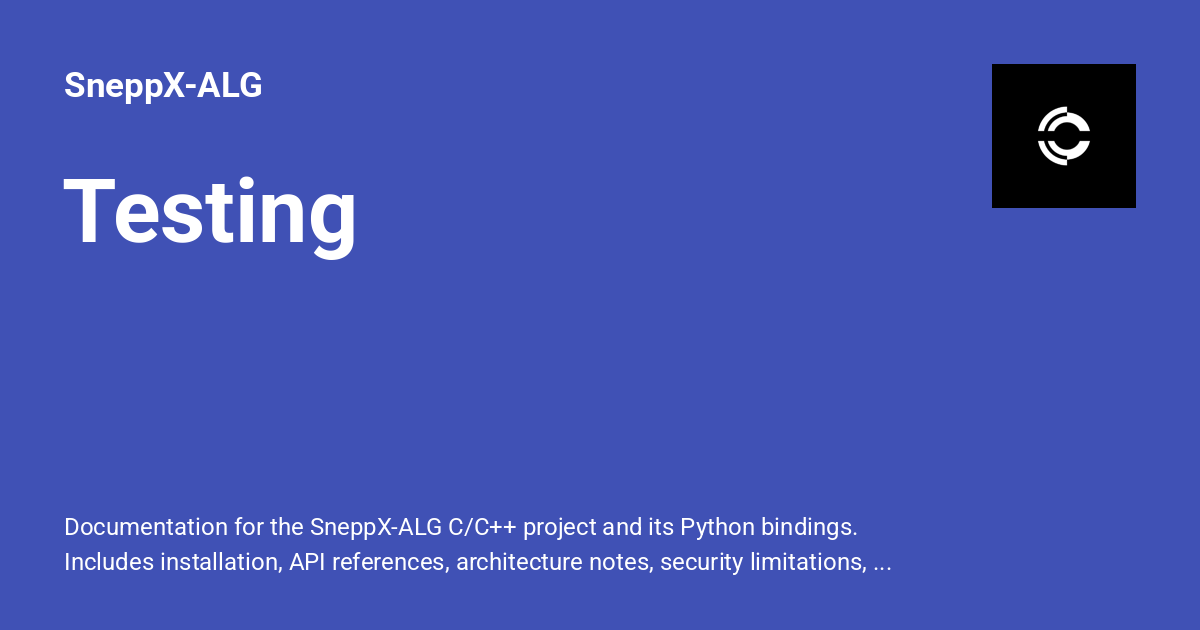 SneppX-ALG
Testing
Documentation for the SneppX-ALG C/C++ project and its Python bindings.
Includes installation, API references, architecture notes, security limitations, ...